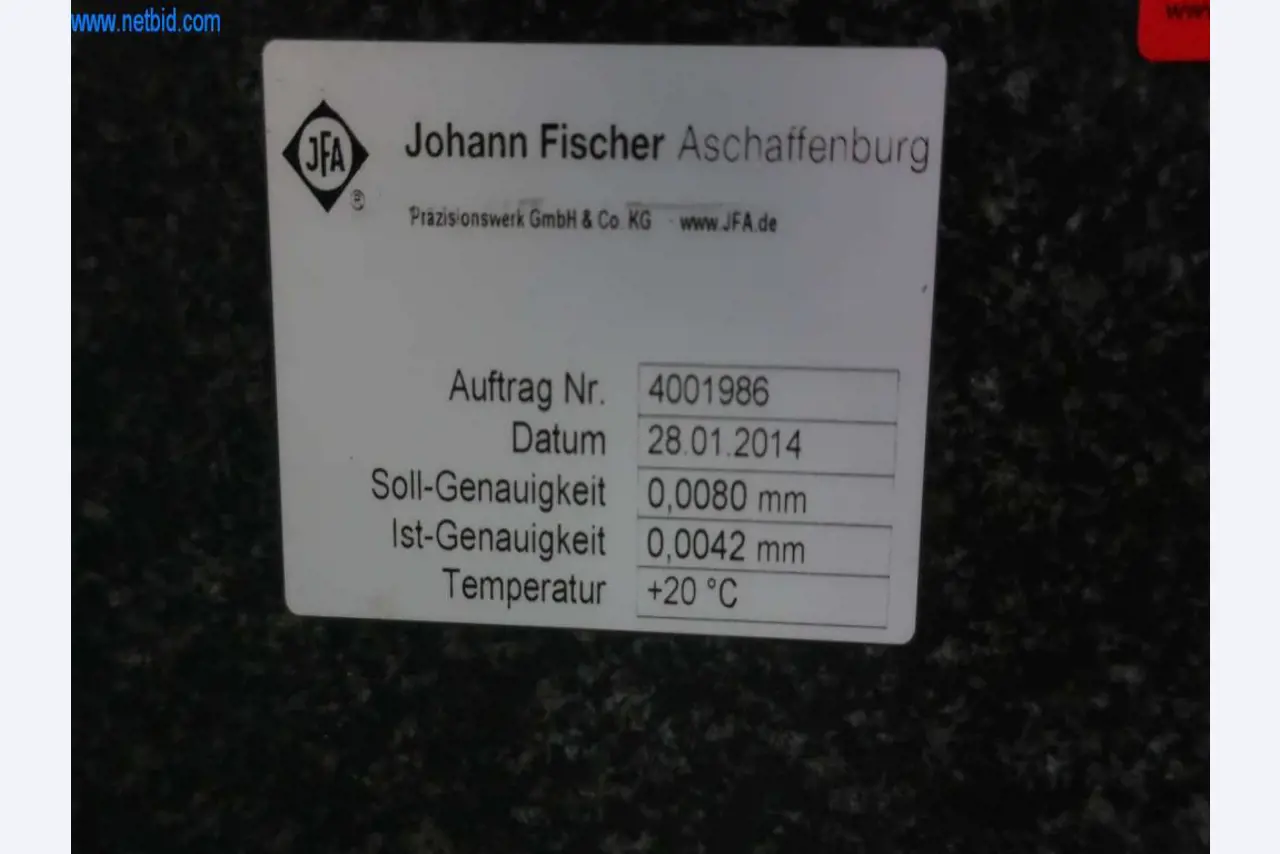 www.netbid.com
JFA
®
Johann Fischer Aschaffenburg
Präzisionswerk GmbH & Co. KG · www.JFA.de
Auftrag Nr. 4001986
Datum 28.01.2014
Soll-Genauigkeit 0,0080 mm
Ist-Genauigkeit 0,0042 mm
Temperatur +20 °C